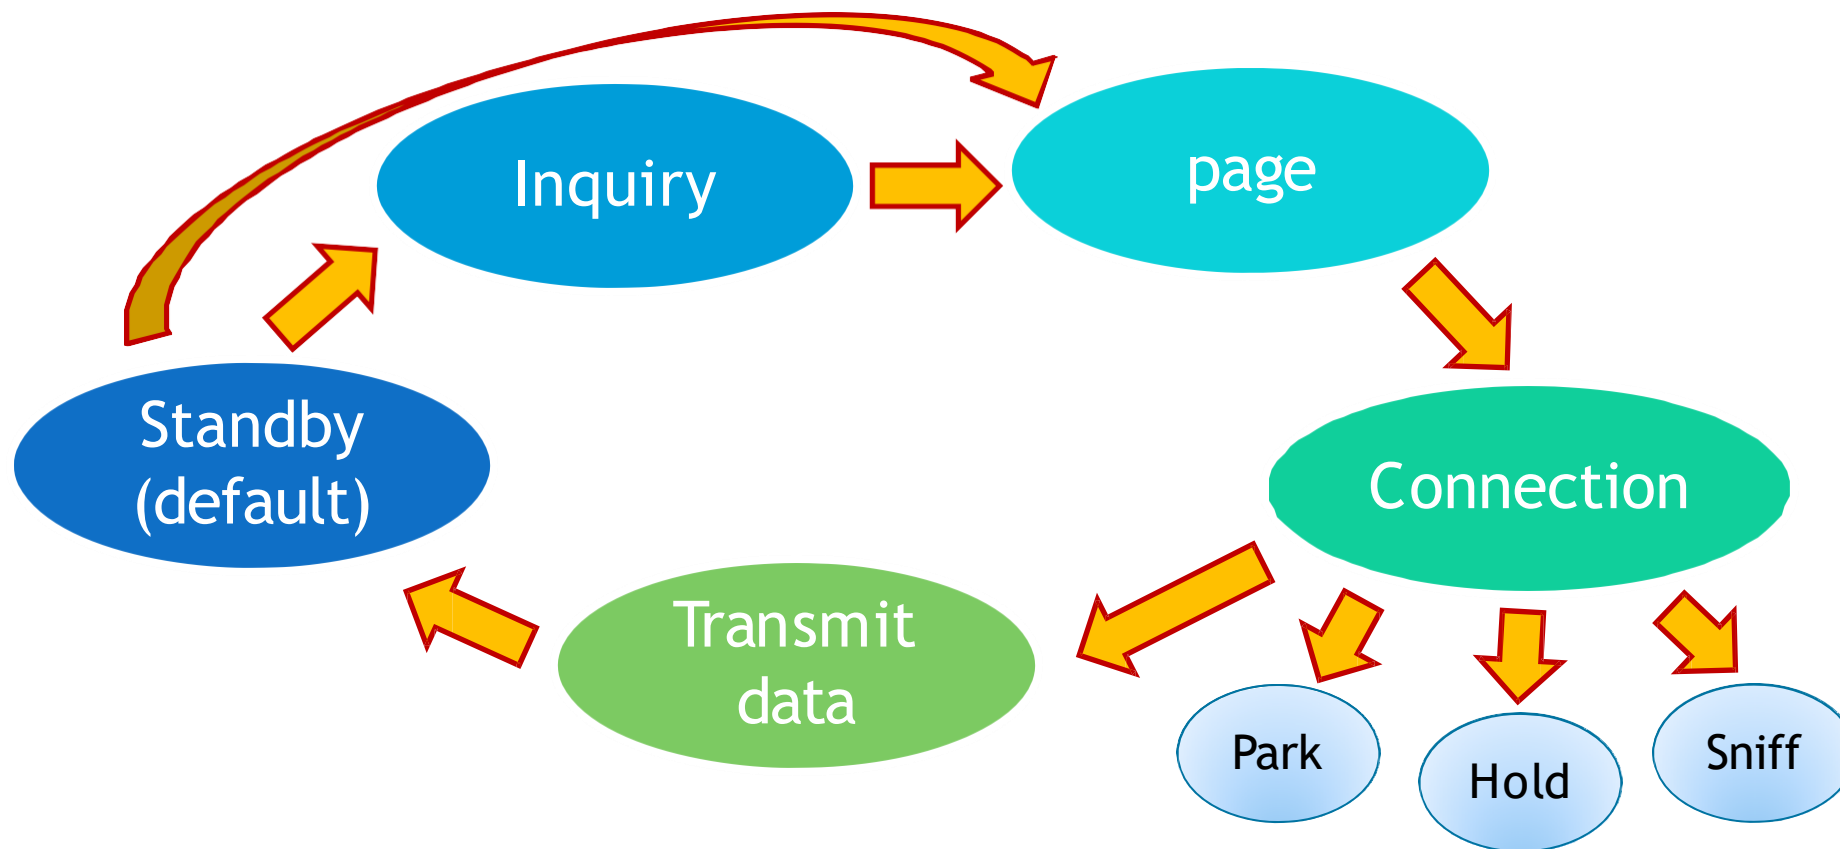 Inquiry
page
Standby
(default)
Connection
Transmit
data
Park
Hold
Sniff